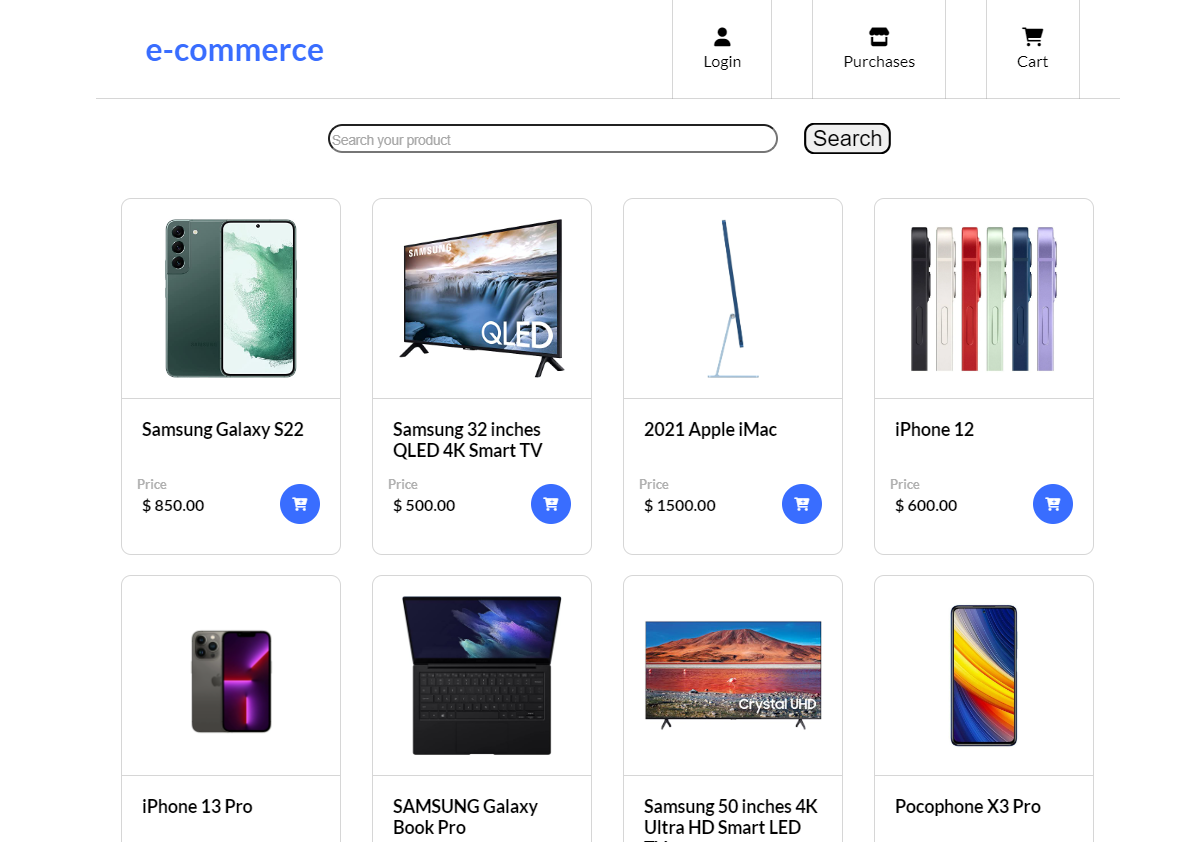 e-commerce
Login
Purchases
Cart
Search your product
Search
SAMSUNG
QLED
Samsung Galaxy S22
Samsung 32 inches
QLED 4K Smart TV
2021 Apple iMac
iPhone 12
Price
$ 850.00
Price
$ 500.00
Price
$ 1500.00
Price
$ 600.00
Crystal UHD
iPhone 13 Pro
SAMSUNG Galaxy
Book Pro
Samsung 50 inches 4K
Ultra HD Smart LED
Pocophone X3 Pro